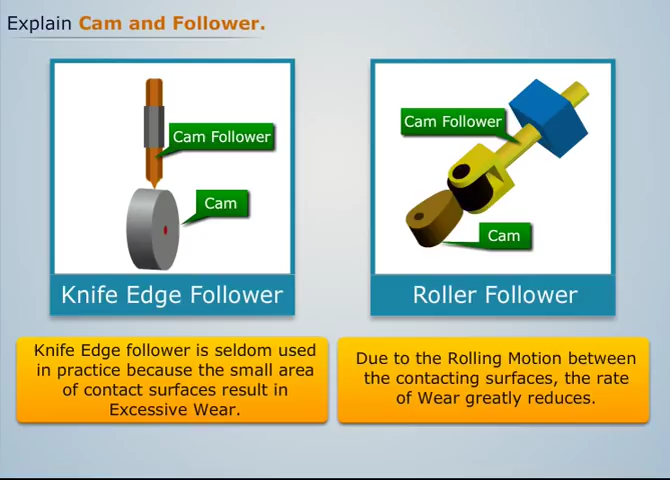 Explain Cam and Follower.
Cam Follower
Cam
Knife Edge Follower
Cam Follower
Cam
Roller Follower
Knife Edge follower is seldom used
in practice because the small area
of contact surfaces result in
Excessive Wear.
Due to the Rolling Motion between
the contacting surfaces, the rate
of Wear greatly reduces.